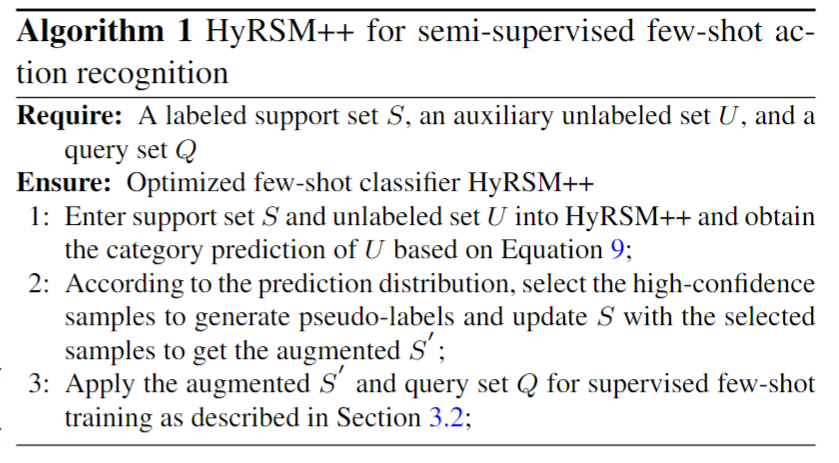 Algorithm 1 HyRSM++ for semi-supervised few-shot ac-
tion recognition
Require: A labeled support set S, an auxiliary unlabeled set U, and a
query set Q
Ensure: Optimized few-shot classifier HyRSM++
1: Enter support set S and unlabeled set U into HyRSM++ and obtain
the category prediction of U based on Equation 9;
2: According to the prediction distribution, select the high-confidence
samples to generate pseudo-labels and update S with the selected
samples to get the augmented S′;
3: Apply the augmented S′ and query set Q for supervised few-shot
training as described in Section 3.2;